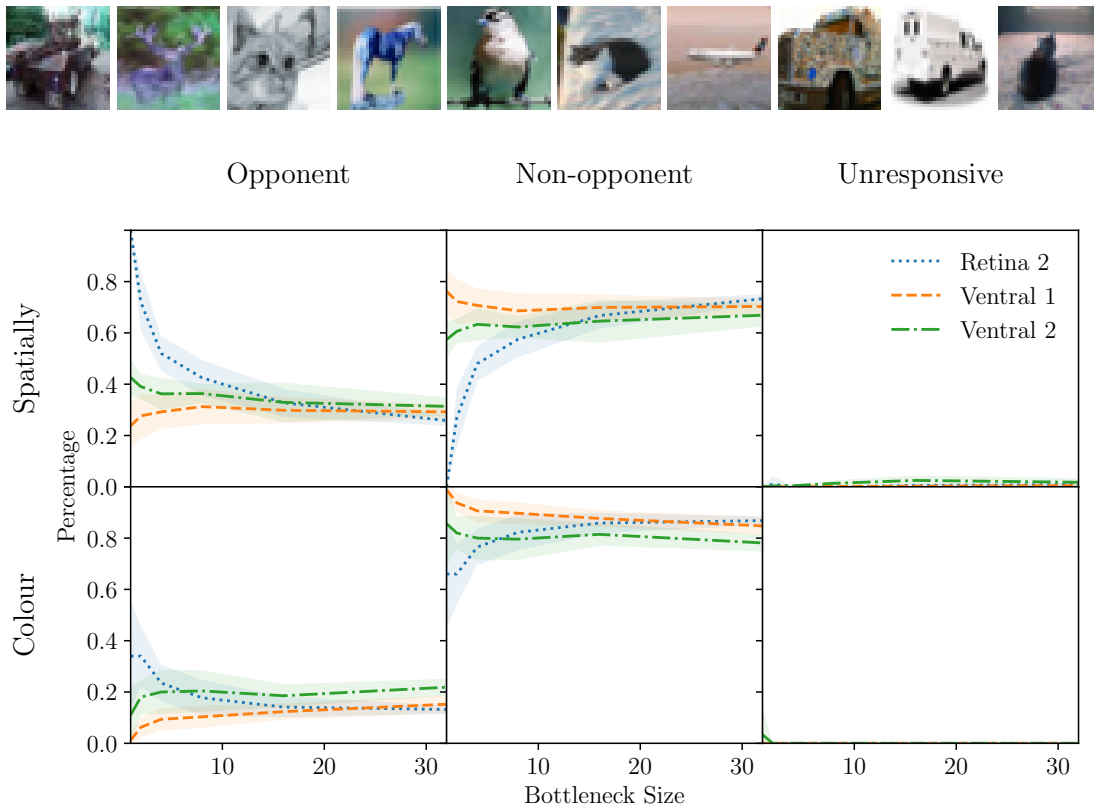 Opponent Non-opponent Unresponsive
Spatially
Colour
Percentage
0.8
0.6
0.4
0.2
0.0
0.8
0.6
0.4
0.2
0.0
Retina 2
Ventral 1
Ventral 2
10 20 30 10 20 30 10 20 30
Bottleneck Size